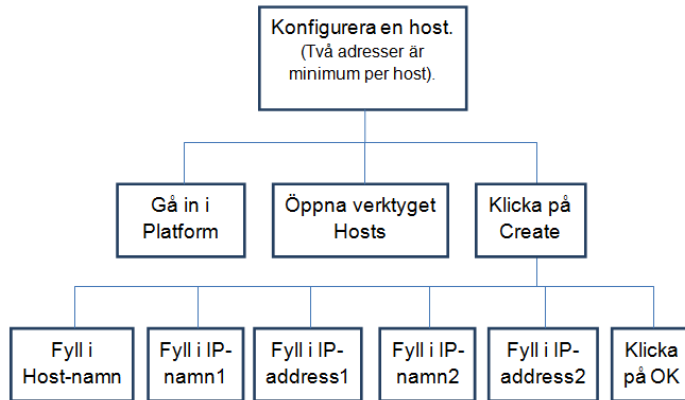 Konfigurera en host.
(Två adresser är
minimum per host).
Gå in i
Platform
Öppna verktyget
Hosts
Klicka på
Create
Fyll i
Host-namn
Fyll i IP-
namn1
Fyll i IP-
address1
Fyll i IP-
namn2
Fyll i IP-
address2
Klicka
på OK